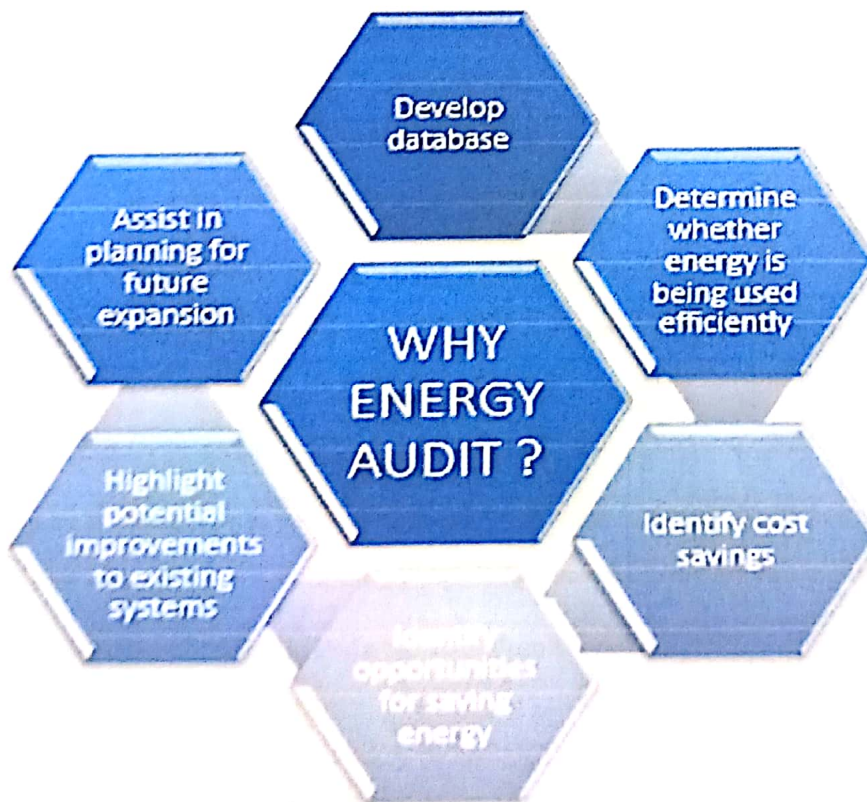 Develop
database
Determine
whether
energy is
being used
efficiently
Identify cost
savings
Identify
opportunities
for saving
energy
Highlight
potential
improvements
to existing
systems
Assist in
planning for
future
expansion
WHY
ENERGY
AUDIT ?